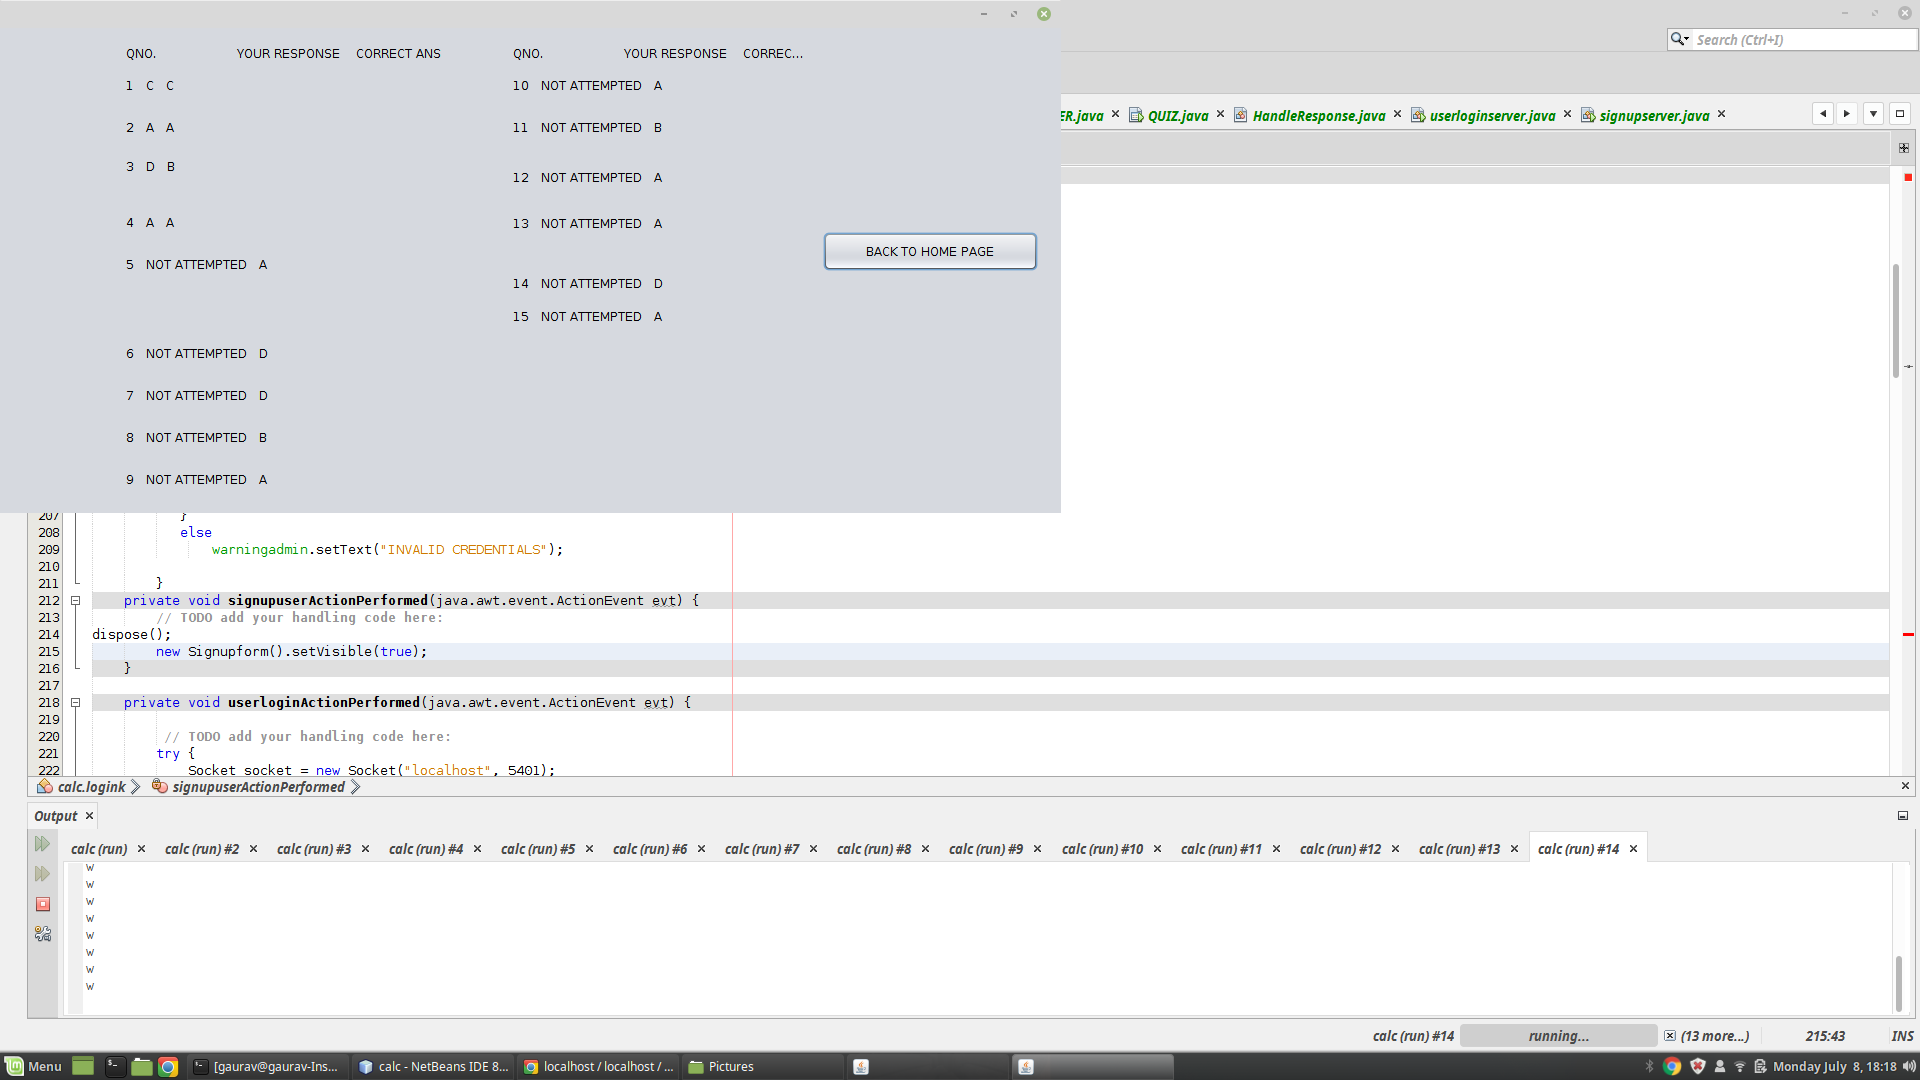 QNO. YOUR RESPONSE CORRECT ANS
1 C C
2 A A
3 D B
4 A A
5 NOT ATTEMPTED A
6 NOT ATTEMPTED D
7 NOT ATTEMPTED D
8 NOT ATTEMPTED B
9 NOT ATTEMPTED A
QNO. YOUR RESPONSE CORREC...
10 NOT ATTEMPTED A
11 NOT ATTEMPTED B
12 NOT ATTEMPTED A
13 NOT ATTEMPTED A
14 NOT ATTEMPTED D
15 NOT ATTEMPTED A
BACK TO HOME PAGE
Search (Ctrl+I)
ER.java QUIZ.java HandleResponse.java userloginserver.java signupserver.java
207 }
208 else
209 warningadmin.setText("INVALID CREDENTIALS");
210
211 }
212 private void signupuserActionPerformed(java.awt.event.ActionEvent evt) {
213 // TODO add your handling code here:
214 dispose();
215 new Signupform().setVisible(true);
216 }
217
218 private void userloginActionPerformed(java.awt.event.ActionEvent evt) {
219
220 // TODO add your handling code here:
221 try {
222 Socket socket = new Socket("localhost", 5401);
calc.logink signupuserActionPerformed
Output
calc (run) calc (run) #2 calc (run) #3 calc (run) #4 calc (run) #5 calc (run) #6 calc (run) #7 calc (run) #8 calc (run) #9 calc (run) #10 calc (run) #11 calc (run) #12 calc (run) #13 calc (run) #14
w
w
w
w
w
w
w
w
calc (run) #14 running... (13 more...) 215:43 INS
Menu [gaurav@gaurav-Ins... calc - NetBeans IDE 8... localhost / localhost / ... Pictures Monday July 8, 18:18